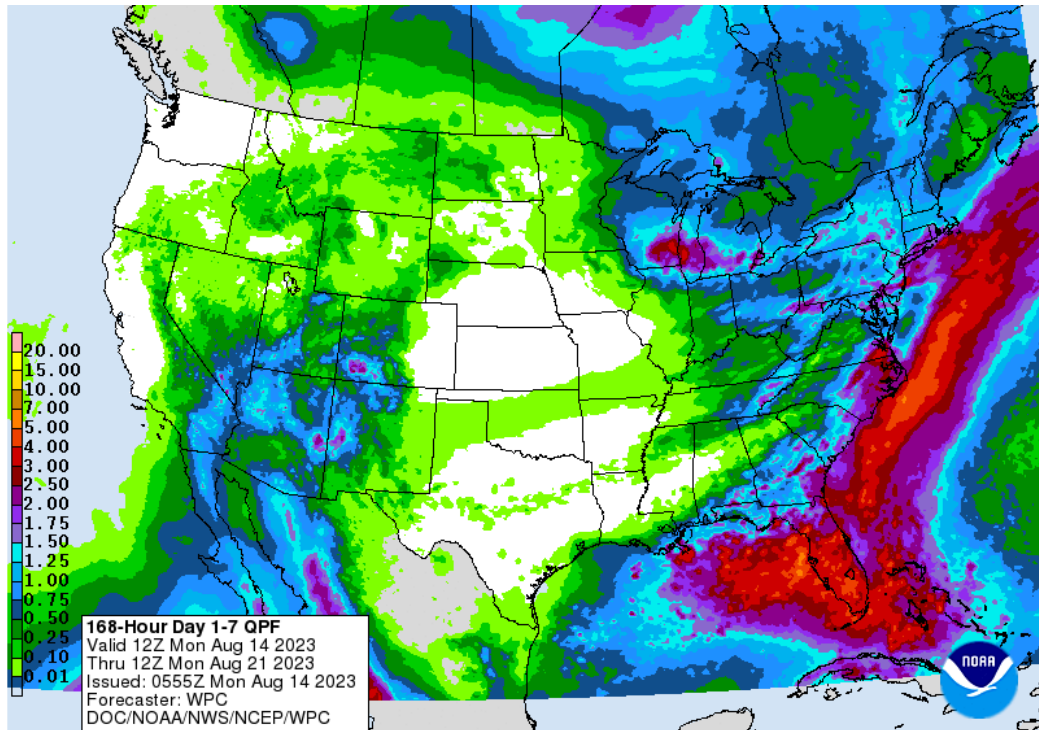 20.00
15.00
10.00
7.00
5.00
4.00
3.00
2.50
2.00
1.75
1.50
1.25
1.00
0.75
0.50
0.25
0.10
0.01
168-Hour Day 1-7 QPF
Valid 12Z Mon Aug 14 2023
Thru 12Z Mon Aug 21 2023
Issued: 0555Z Mon Aug 14 2023
Forecaster: WPC
DOC/NOAA/NWS/NCEP/WPC
NOAA